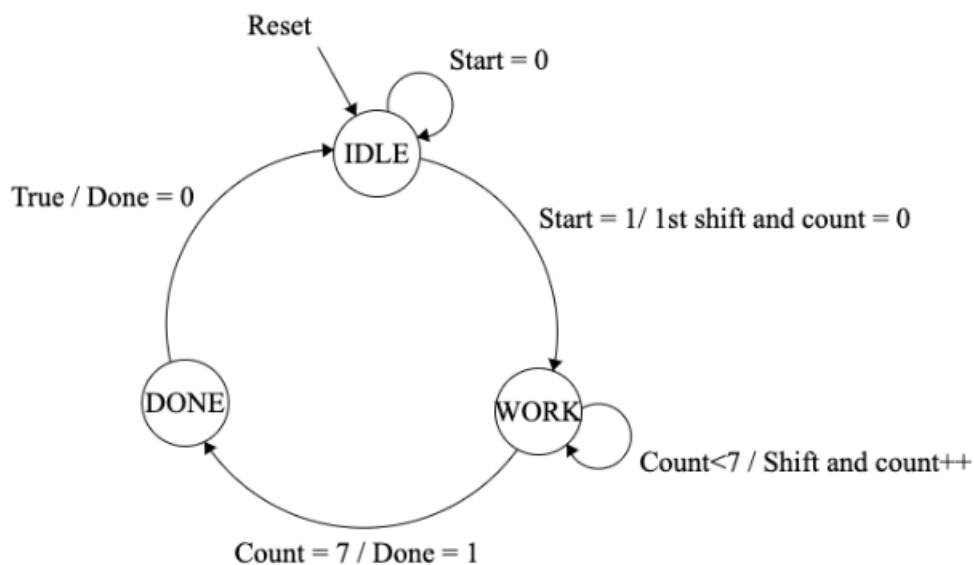 Reset
Start = 0
IDLE
True / Done = 0
Start = 1/ 1st shift and count = 0
DONE
WORK
Count<7 / Shift and count++
Count = 7 / Done = 1